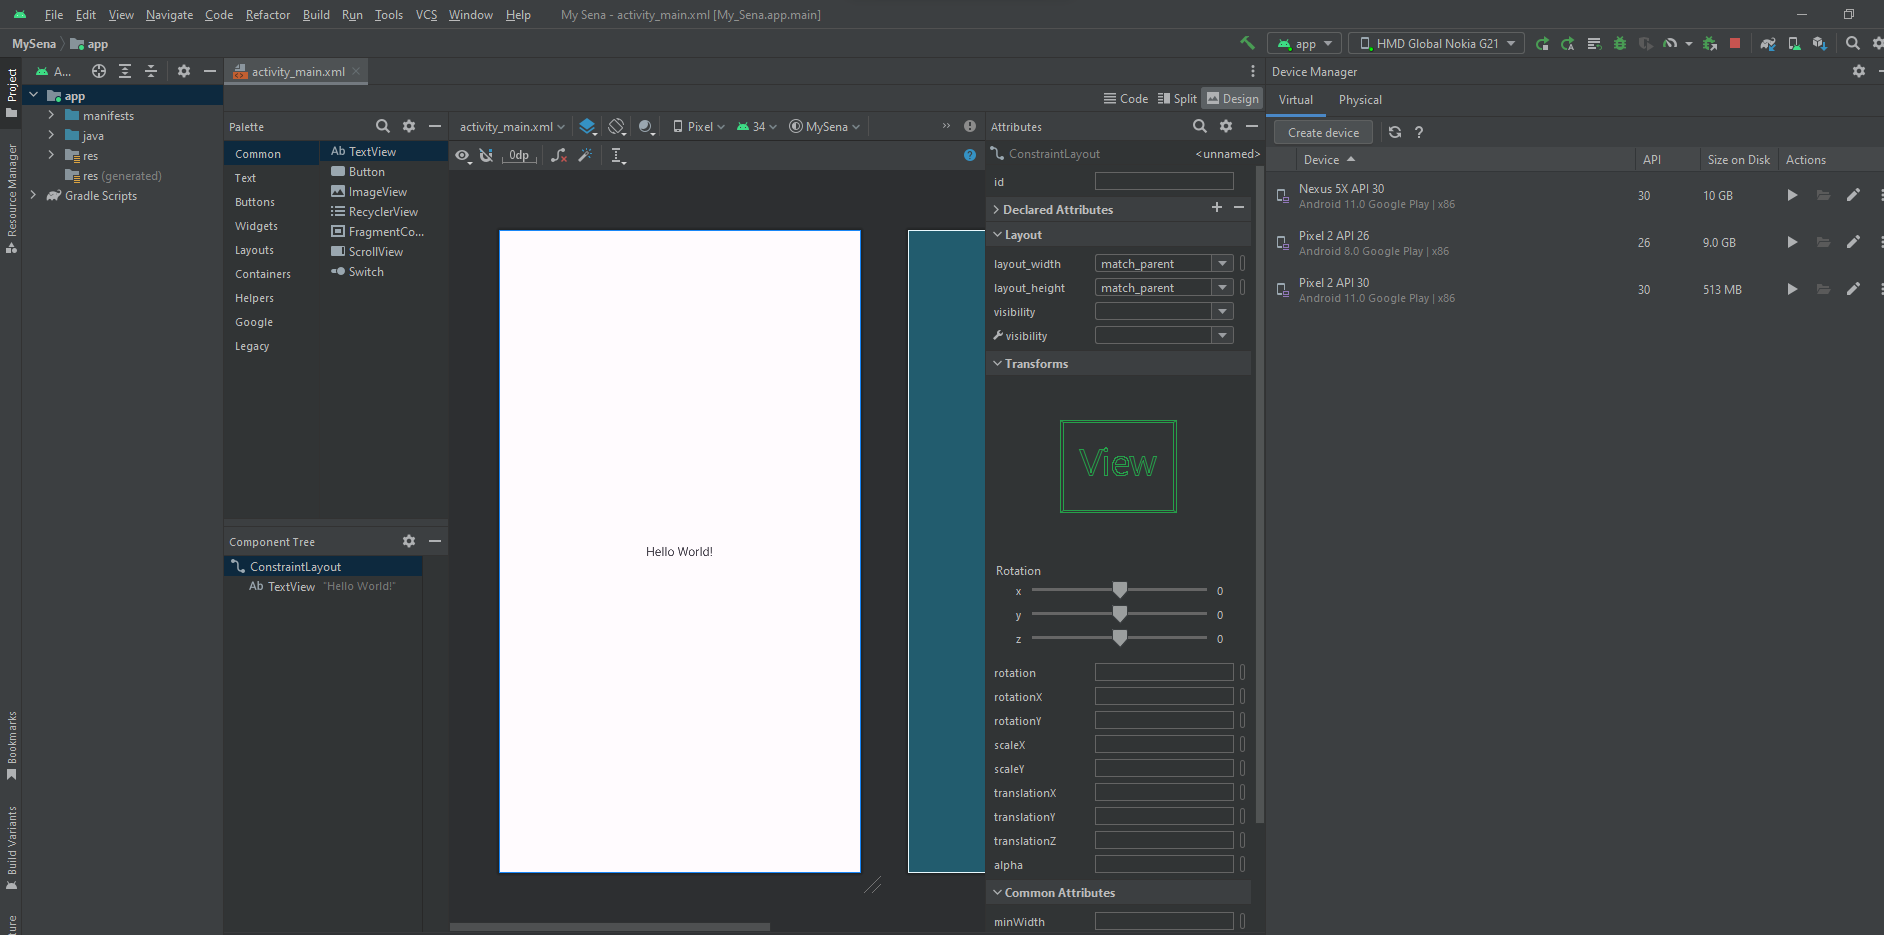 File Edit View Navigate Code Refactor Build Run Tools VCS Window Help My Sena - activity_main.xml [My_Sena.app.main]
MySena app
app HMD Global Nokia G21
Project
Resource Manager
Bookmarks
Build Variants
A...
app
manifests
java
res
res (generated)
Gradle Scripts
activity_main.xml
Code Split Design
Palette
Common
Text
Buttons
Widgets
Layouts
Containers
Helpers
Google
Legacy
Ab TextView
Button
ImageView
RecyclerView
FragmentCo...
ScrollView
Switch
Component Tree
ConstraintLayout
Ab TextView "Hello World!"
activity_main.xml Pixel 34 MySena
0dp
Hello World!
Attributes
ConstraintLayout <unnamed>
id
Declared Attributes
Layout
layout_width match_parent
layout_height match_parent
visibility
visibility
Transforms
View
Rotation
x 0
y 0
z 0
rotation
rotationX
rotationY
scaleX
scaleY
translationX
translationY
translationZ
alpha
Common Attributes
minWidth
Device Manager
Virtual Physical
Create device ?
Device API Size on Disk Actions
Nexus 5X API 30 30 10 GB
Android 11.0 Google Play | x86
Pixel 2 API 26 26 9.0 GB
Android 8.0 Google Play | x86
Pixel 2 API 30 30 513 MB
Android 11.0 Google Play | x86